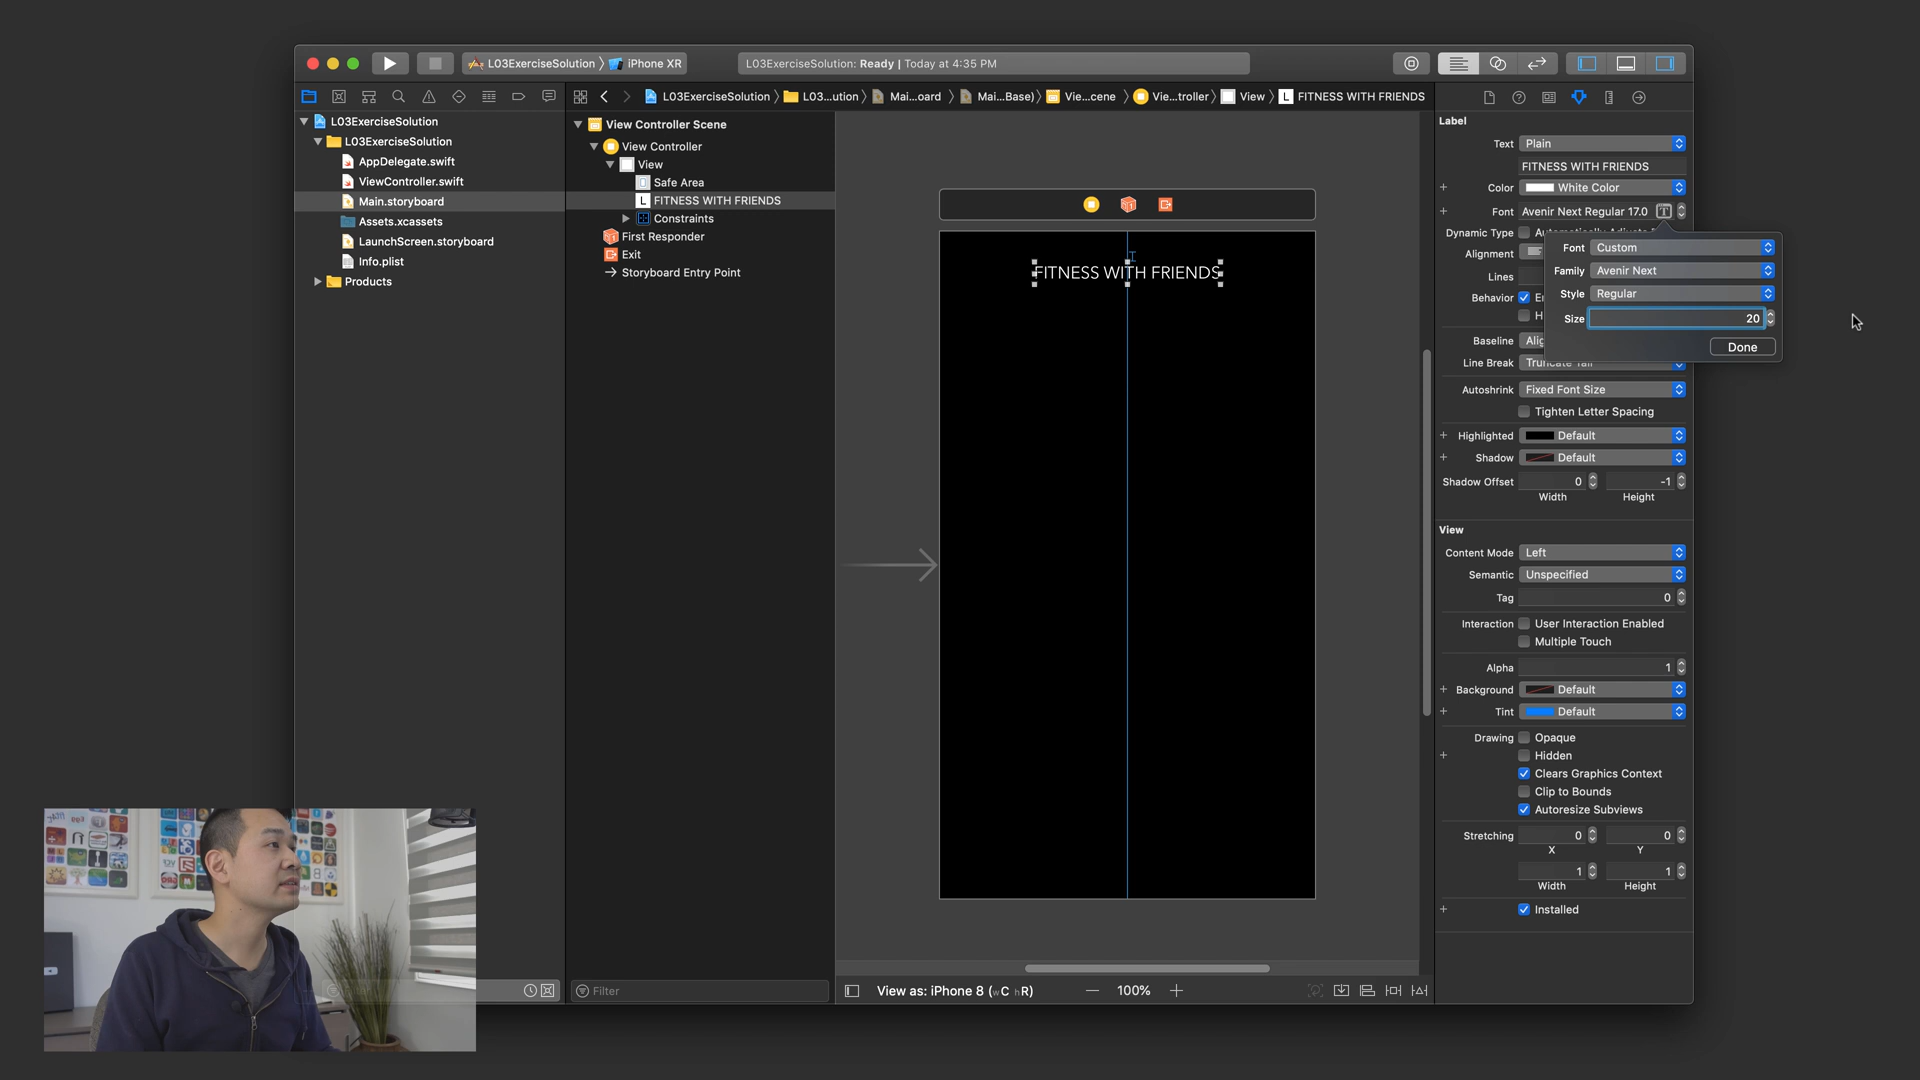 L03ExerciseSolution
iPhone XR
L03ExerciseSolution: Ready | Today at 4:35 PM
L03ExerciseSolution
L03...ution
Mai...oard
Mai...Base)
Vie...cene
Vie...troller
View
L
FITNESS WITH FRIENDS
L03ExerciseSolution
L03ExerciseSolution
AppDelegate.swift
ViewController.swift
Main.storyboard
Assets.xcassets
LaunchScreen.storyboard
Info.plist
Products
View Controller Scene
View Controller
View
Safe Area
L FITNESS WITH FRIENDS
Constraints
First Responder
Exit
Storyboard Entry Point
Filter
FITNESS WITH FRIENDS
View as: iPhone 8 (wC hR)
100%
Label
Text Plain
FITNESS WITH FRIENDS
Color White Color
Font Avenir Next Regular 17.0 T
Dynamic Type
Alignment
Lines
Behavior
Baseline
Line Break Truncate Tail
Font Custom
Family Avenir Next
Style Regular
Size 20
Done
Autoshrink Fixed Font Size
Tighten Letter Spacing
Highlighted Default
Shadow Default
Shadow Offset 0 -1
Width Height
View
Content Mode Left
Semantic Unspecified
Tag 0
Interaction User Interaction Enabled
Multiple Touch
Alpha 1
Background Default
Tint Default
Drawing Opaque
Hidden
Clears Graphics Context
Clip to Bounds
Autoresize Subviews
Stretching 0 0
X Y
1 1
Width Height
Installed